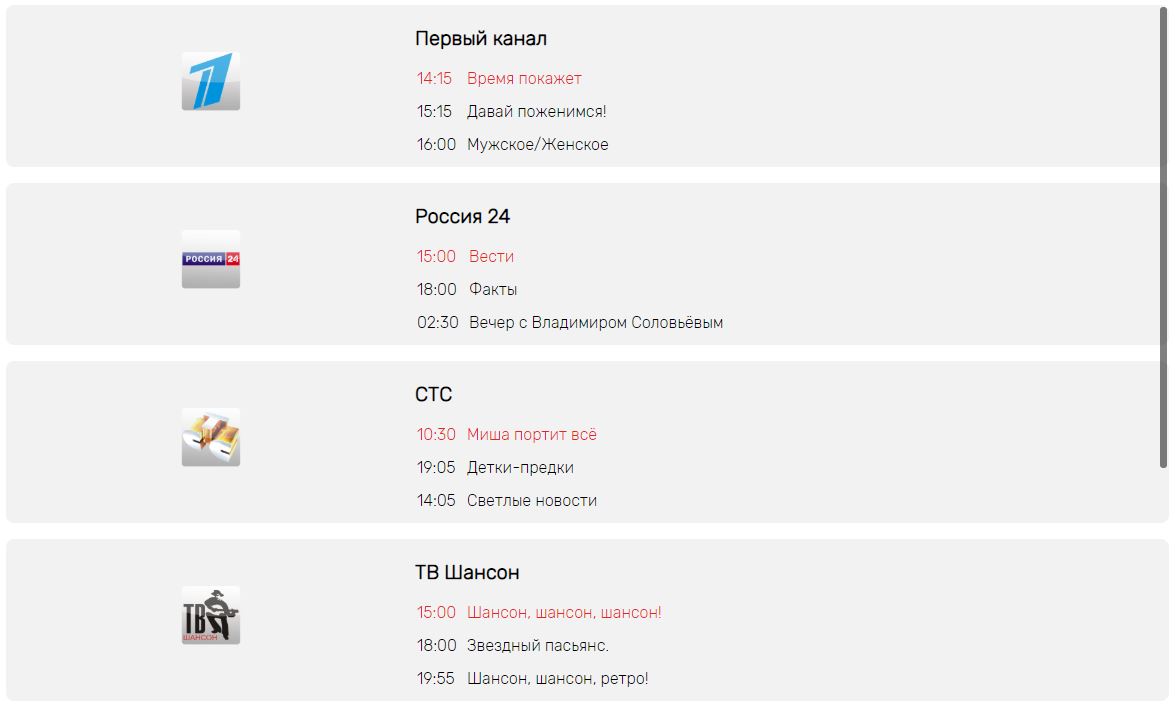 Первый канал
14:15 Время покажет
15:15 Давай поженимся!
16:00 Мужское/Женское
Россия 24
РОССИЯ 24
15:00 Вести
18:00 Факты
02:30 Вечер с Владимиром Соловьёвым
СТС
10:30 Миша портит всё
19:05 Детки-предки
14:05 Светлые новости
ТВ Шансон
ТВ
ШАНСОН
15:00 Шансон, шансон, шансон!
18:00 Звездный пасьянс.
19:55 Шансон, шансон, ретро!